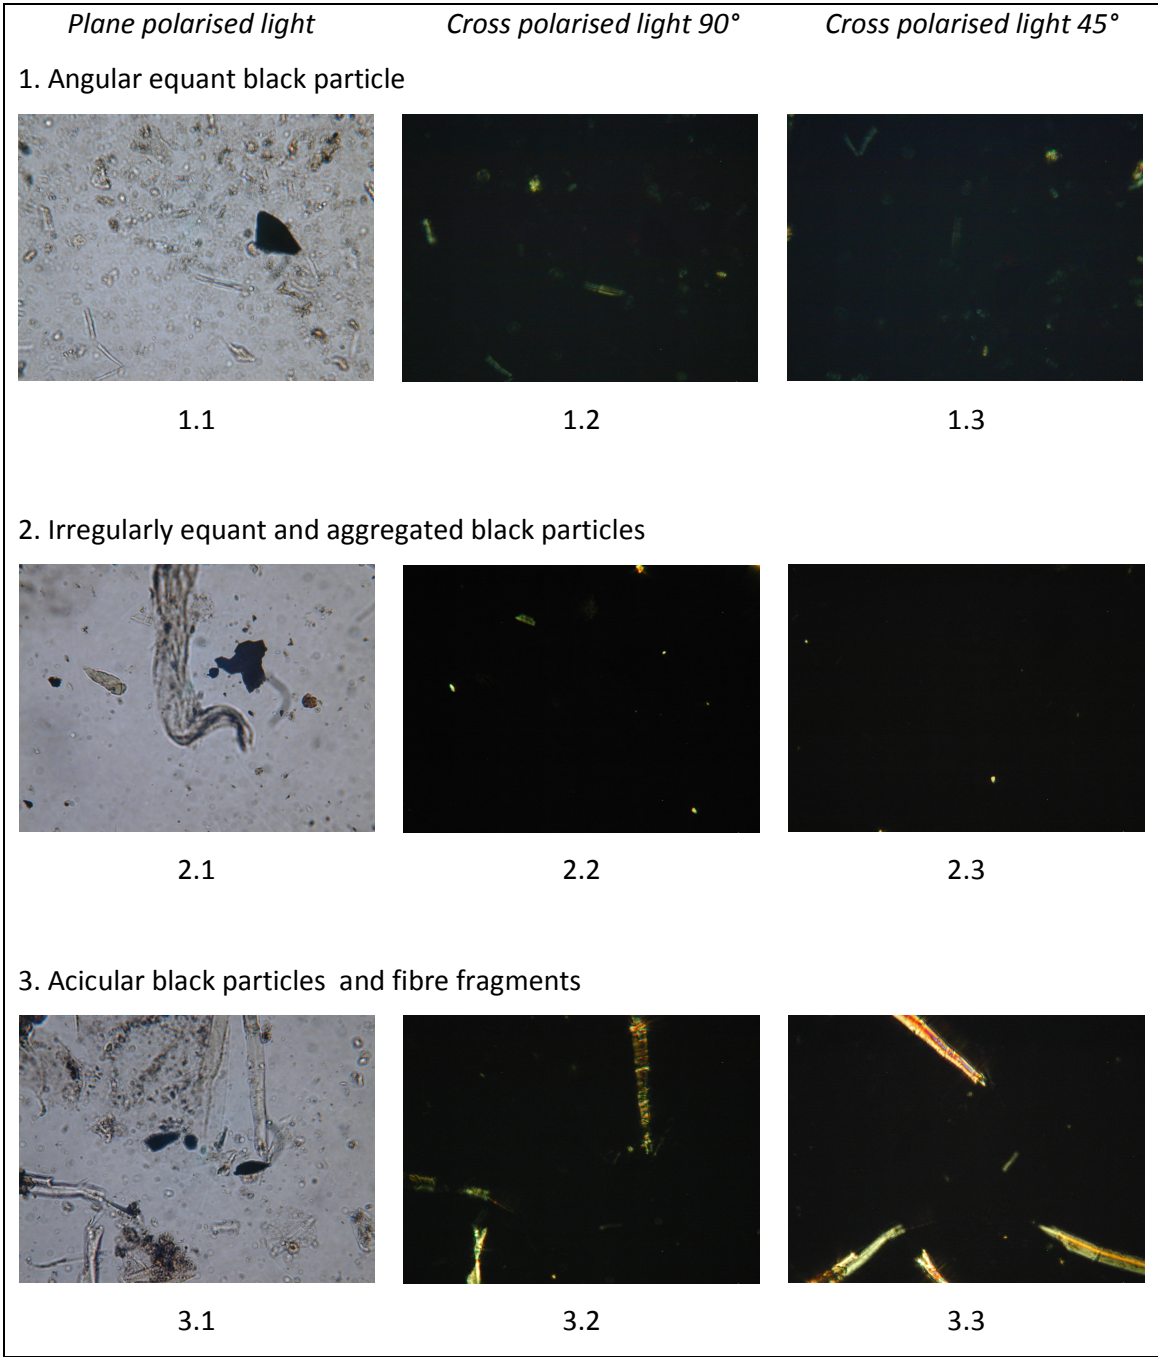 Plane polarised light Cross polarised light 90° Cross polarised light 45°
1. Angular equant black particle
1.1 1.2 1.3
2. Irregularly equant and aggregated black particles
2.1 2.2 2.3
3. Acicular black particles  and fibre fragments
3.1 3.2 3.3